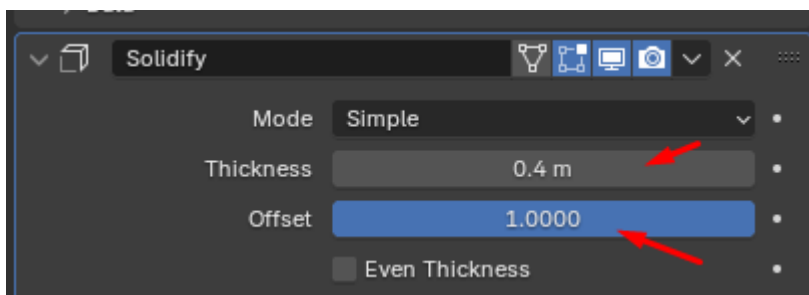 Solidify
Mode Simple
Thickness 0.4 m
Offset 1.0000
Even Thickness